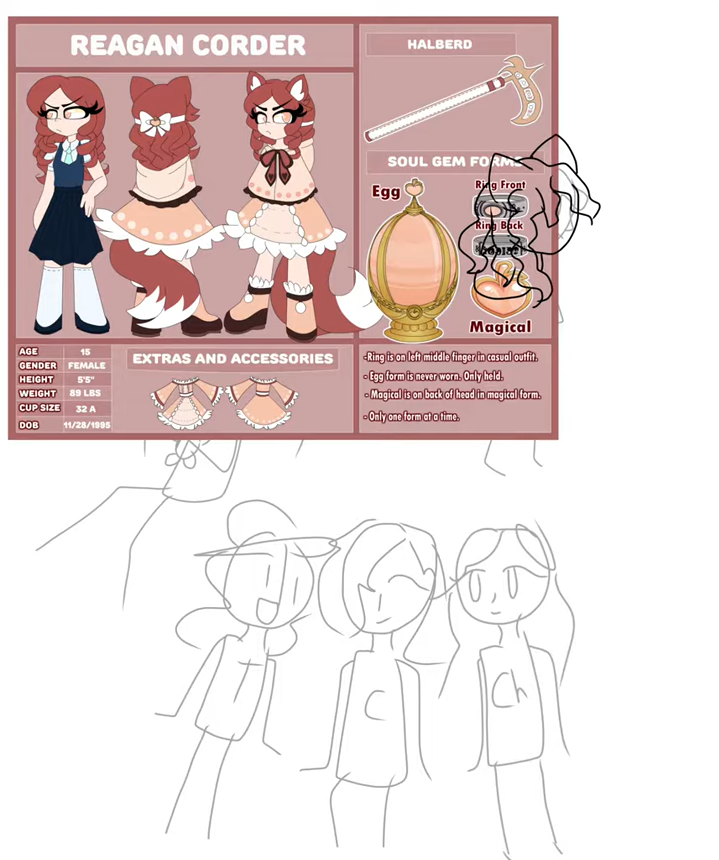 REAGAN CORDER
HALBERD
SOUL GEM FORMS
Egg
Ring Front
Ring Back
Magical
AGE 15
GENDER FEMALE
HEIGHT 5'5"
WEIGHT 89 LBS
CUP SIZE 32 A
DOB 11/28/1995
EXTRAS AND ACCESSORIES
-Ring is on left middle finger in casual outfit.
- Egg form is never worn. Only held.
- Magical is on back of head in magical form.
- Only one form at a time.
T
C
Ch